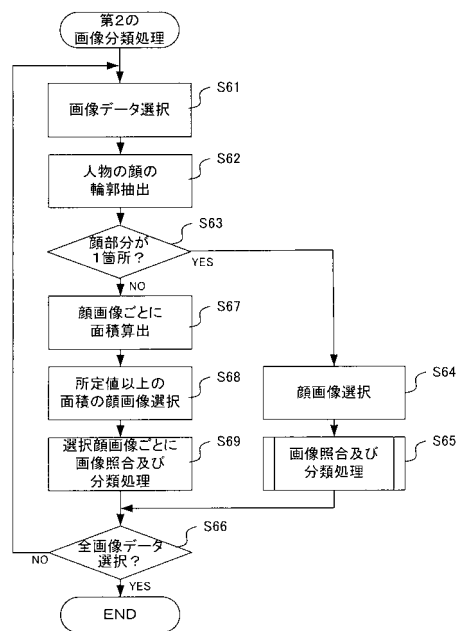 第2の
画像分類処理
S61
画像データ選択
S62
人物の顔の
輪郭抽出
S63
顔部分が
1箇所？
YES
NO
S67
顔画像ごとに
面積算出
S68
所定値以上の
面積の顔画像選択
S64
顔画像選択
S69
選択顔画像ごとに
画像照合及び
分類処理
S65
画像照合及び
分類処理
S66
全画像データ
選択？
NO
YES
END